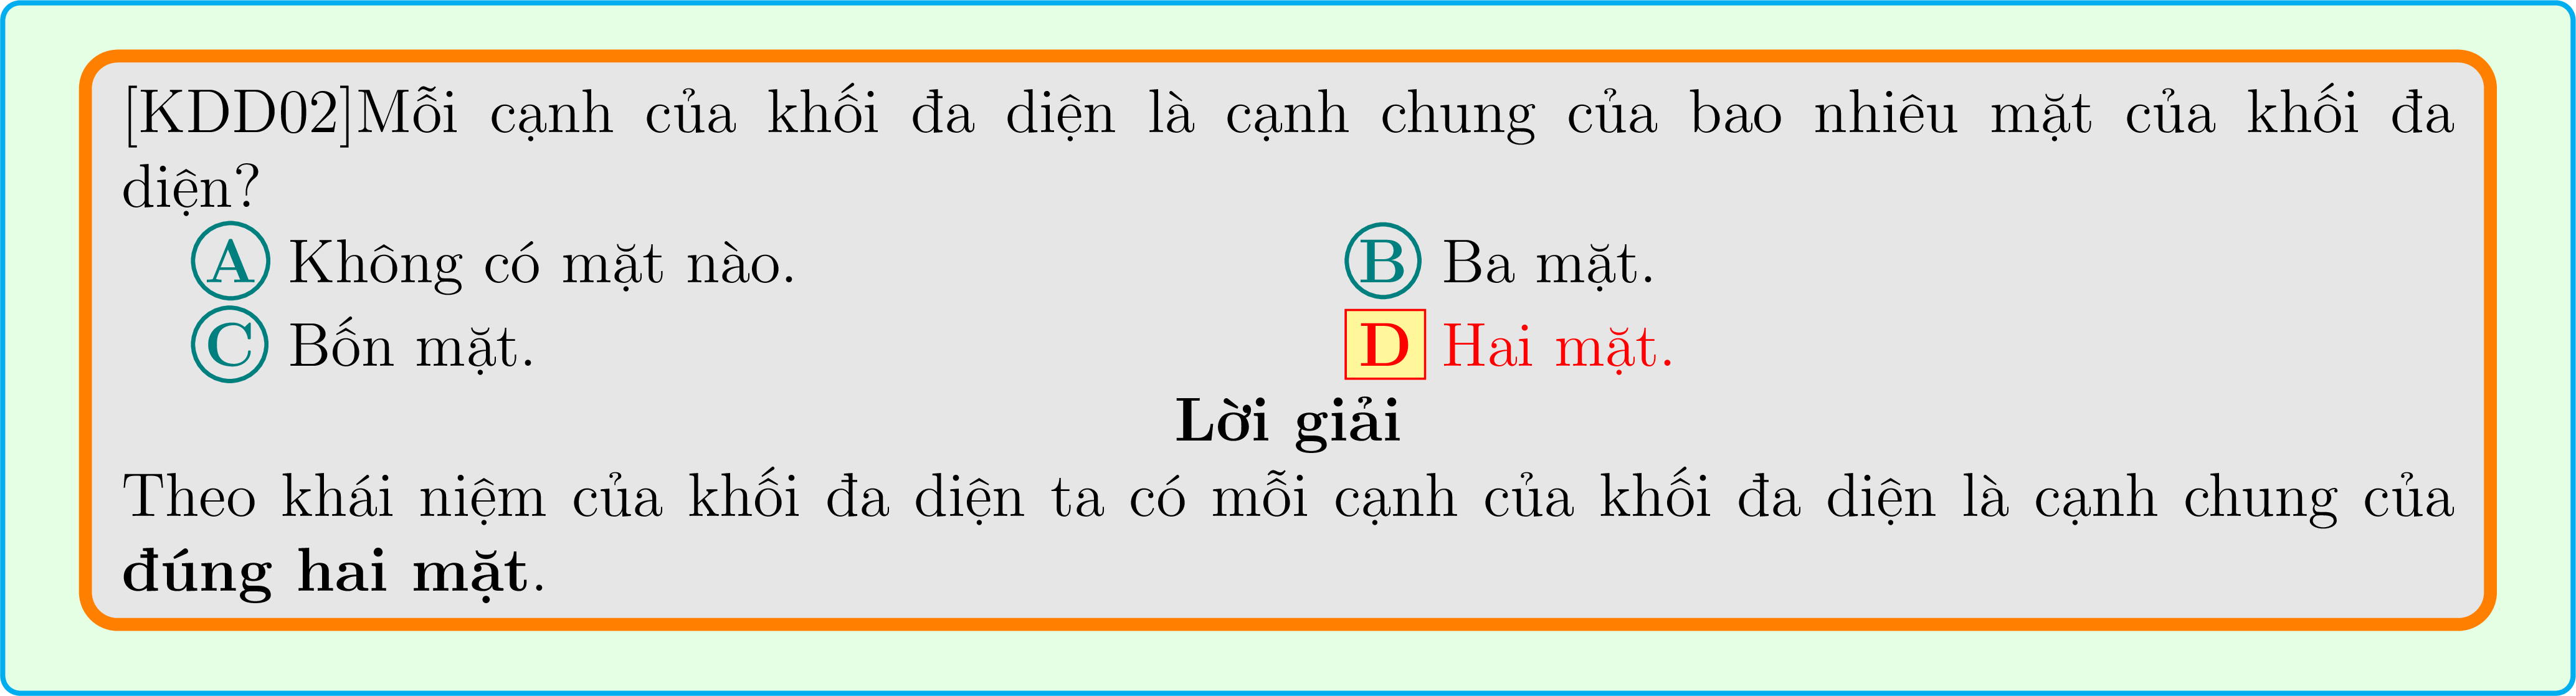 [KDD02]Mỗi cạnh của khối đa diện là cạnh chung của bao nhiêu mặt của khối đa
diện?
A Không có mặt nào.
B Ba mặt.
C Bốn mặt.
D Hai mặt.
Lời giải
Theo khái niệm của khối đa diện ta có mỗi cạnh của khối đa diện là cạnh chung của
đúng hai mặt.